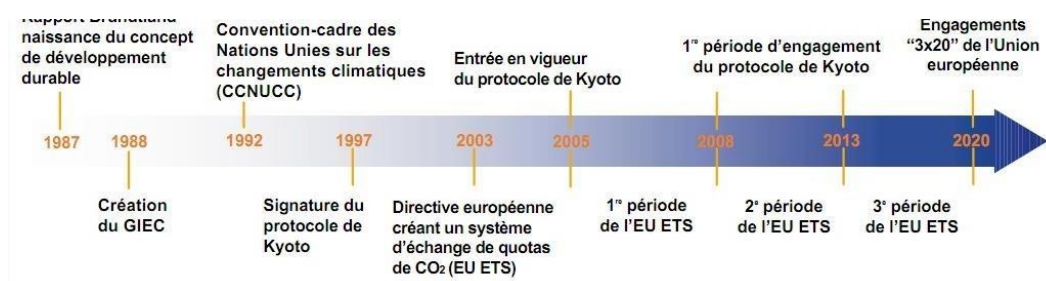 Rapport Brundtland
naissance du concept
de développement
durable
Convention-cadre des
Nations Unies sur les
changements climatiques
(CCNUCC)
Entrée en vigueur
du protocole de Kyoto
1re période d’engagement
du protocole de Kyoto
Engagements
“3x20” de l’Union
européenne
1987
1988
1992
1997
2003
2005
2008
2013
2020
Création
du GIEC
Signature du
protocole de
Kyoto
Directive européenne
créant un système
d’échange de quotas
de CO2 (EU ETS)
1re période
de l’EU ETS
2e période
de l’EU ETS
3e période
de l’EU ETS